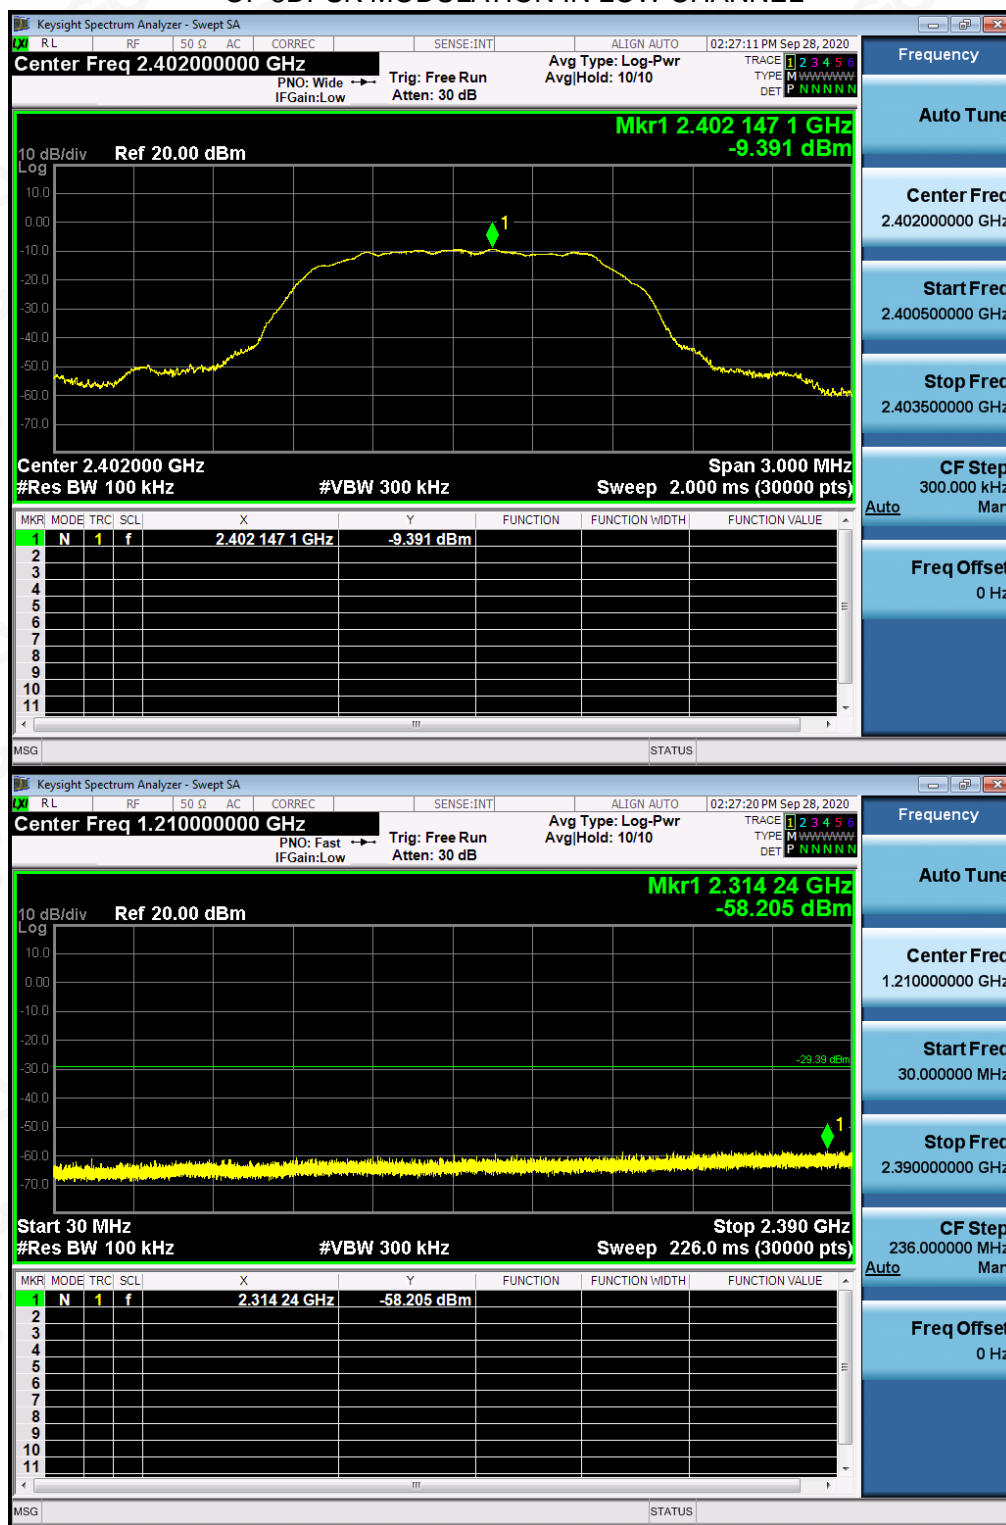 OF 8DPSK MODULATION IN LOW CHANNEL
Keysight Spectrum Analyzer - Swept SA
LXI RL RF 50 Ω AC CORREC SENSE:INT ALIGN AUTO 02:27:11 PM Sep 28, 2020
Center Freq 2.402000000 GHz
PNO: Wide
IFGain:Low
Trig: Free Run
Atten: 30 dB
Avg Type: Log-Pwr
Avg|Hold: 10/10
TRACE 1 2 3 4 5 6
TYPE MWWWWW
DET P NNNNN
Mkr1 2.402 147 1 GHz
-9.391 dBm
10 dB/div Ref 20.00 dBm
Log
10.0
0.00
-10.0
-20.0
-30.0
-40.0
-50.0
-60.0
-70.0
1
Center 2.402000 GHz Span 3.000 MHz
#Res BW 100 kHz #VBW 300 kHz Sweep 2.000 ms (30000 pts)
MKR MODE TRC SCL X Y FUNCTION FUNCTION WIDTH FUNCTION VALUE
1 N 1 f 2.402 147 1 GHz -9.391 dBm
2
3
4
5
6
7
8
9
10
11
MSG STATUS
Frequency
Auto Tune
Center Freq
2.402000000 GHz
Start Freq
2.400500000 GHz
Stop Freq
2.403500000 GHz
CF Step
300.000 kHz
Auto Man
Freq Offset
0 Hz
Keysight Spectrum Analyzer - Swept SA
LXI RL RF 50 Ω AC CORREC SENSE:INT ALIGN AUTO 02:27:20 PM Sep 28, 2020
Center Freq 1.210000000 GHz
PNO: Fast
IFGain:Low
Trig: Free Run
Atten: 30 dB
Avg Type: Log-Pwr
Avg|Hold: 10/10
TRACE 1 2 3 4 5 6
TYPE MWWWWW
DET P NNNNN
Mkr1 2.314 24 GHz
-58.205 dBm
10 dB/div Ref 20.00 dBm
Log
10.0
0.00
-10.0
-20.0
-30.0
-40.0
-50.0
-60.0
-70.0
-29.39 dBm
1
Start 30 MHz Stop 2.390 GHz
#Res BW 100 kHz #VBW 300 kHz Sweep 226.0 ms (30000 pts)
MKR MODE TRC SCL X Y FUNCTION FUNCTION WIDTH FUNCTION VALUE
1 N 1 f 2.314 24 GHz -58.205 dBm
2
3
4
5
6
7
8
9
10
11
MSG STATUS
Frequency
Auto Tune
Center Freq
1.210000000 GHz
Start Freq
30.000000 MHz
Stop Freq
2.390000000 GHz
CF Step
236.000000 MHz
Auto Man
Freq Offset
0 Hz